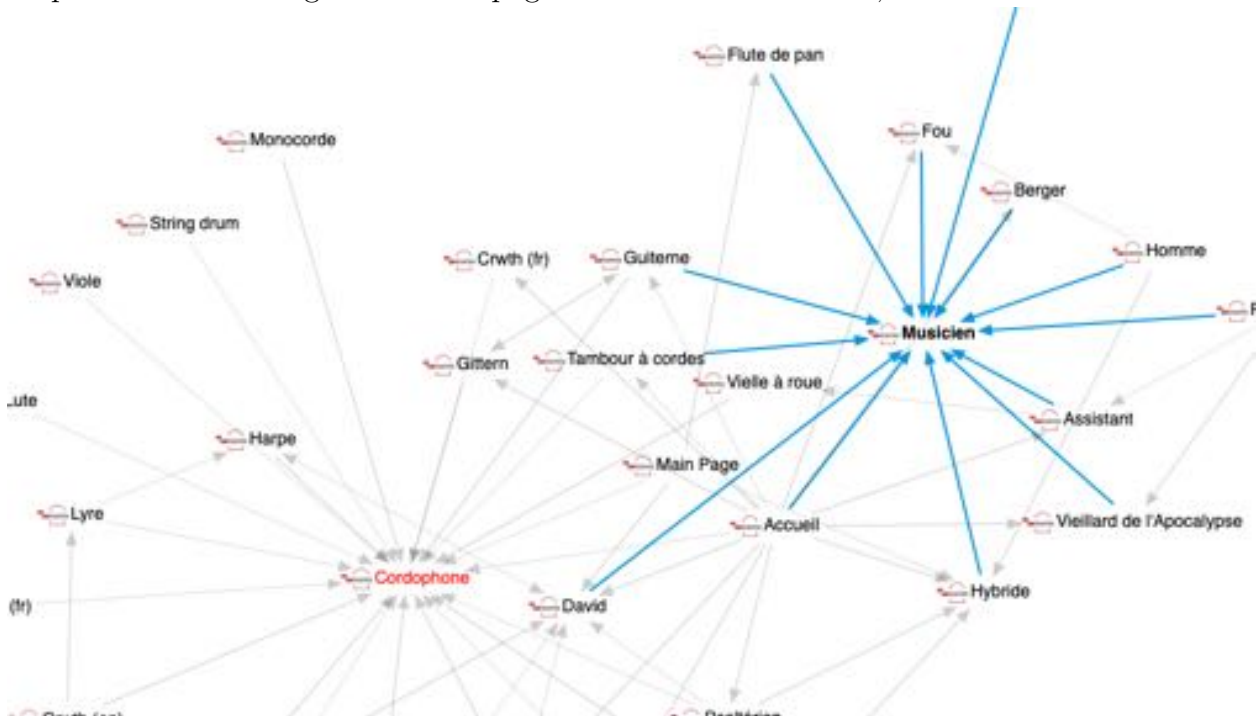 Flute de pan
Fou
Monocorde
Berger
String drum
Homme
Crwth (fr)
Guiterne
Viole
Musicien
Gittern
Tambour à cordes
Vielle à roue
Assistant
Harpe
Main Page
Lyre
Accueil
Vieillard de l'Apocalypse
Cordophone
Hybride
(fr)
David